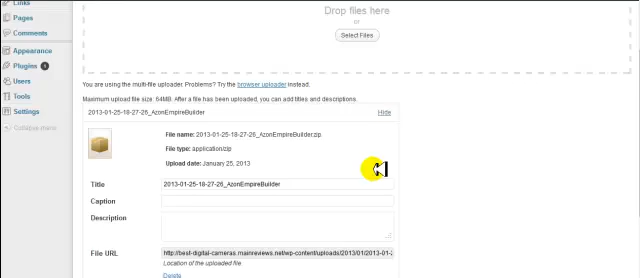 Links
Pages
Comments
Appearance
Plugins 1
Users
Tools
Settings
Collapse menu
Drop files here
or
Select Files
You are using the multi-file uploader. Problems? Try the browser uploader instead.
Maximum upload file size: 64MB. After a file has been uploaded, you can add titles and descriptions.
2013-01-25-18-27-26_AzonEmpireBuilder Hide
File name: 2013-01-25-18-27-26_AzonEmpireBuilder.zip
File type: application/zip
Upload date: January 25, 2013
Title 2013-01-25-18-27-26_AzonEmpireBuilder
Caption
Description
File URL http://best-digital-cameras.mainreviews.net/wp-content/uploads/2013/01/2013-01-2
Location of the uploaded file
Delete